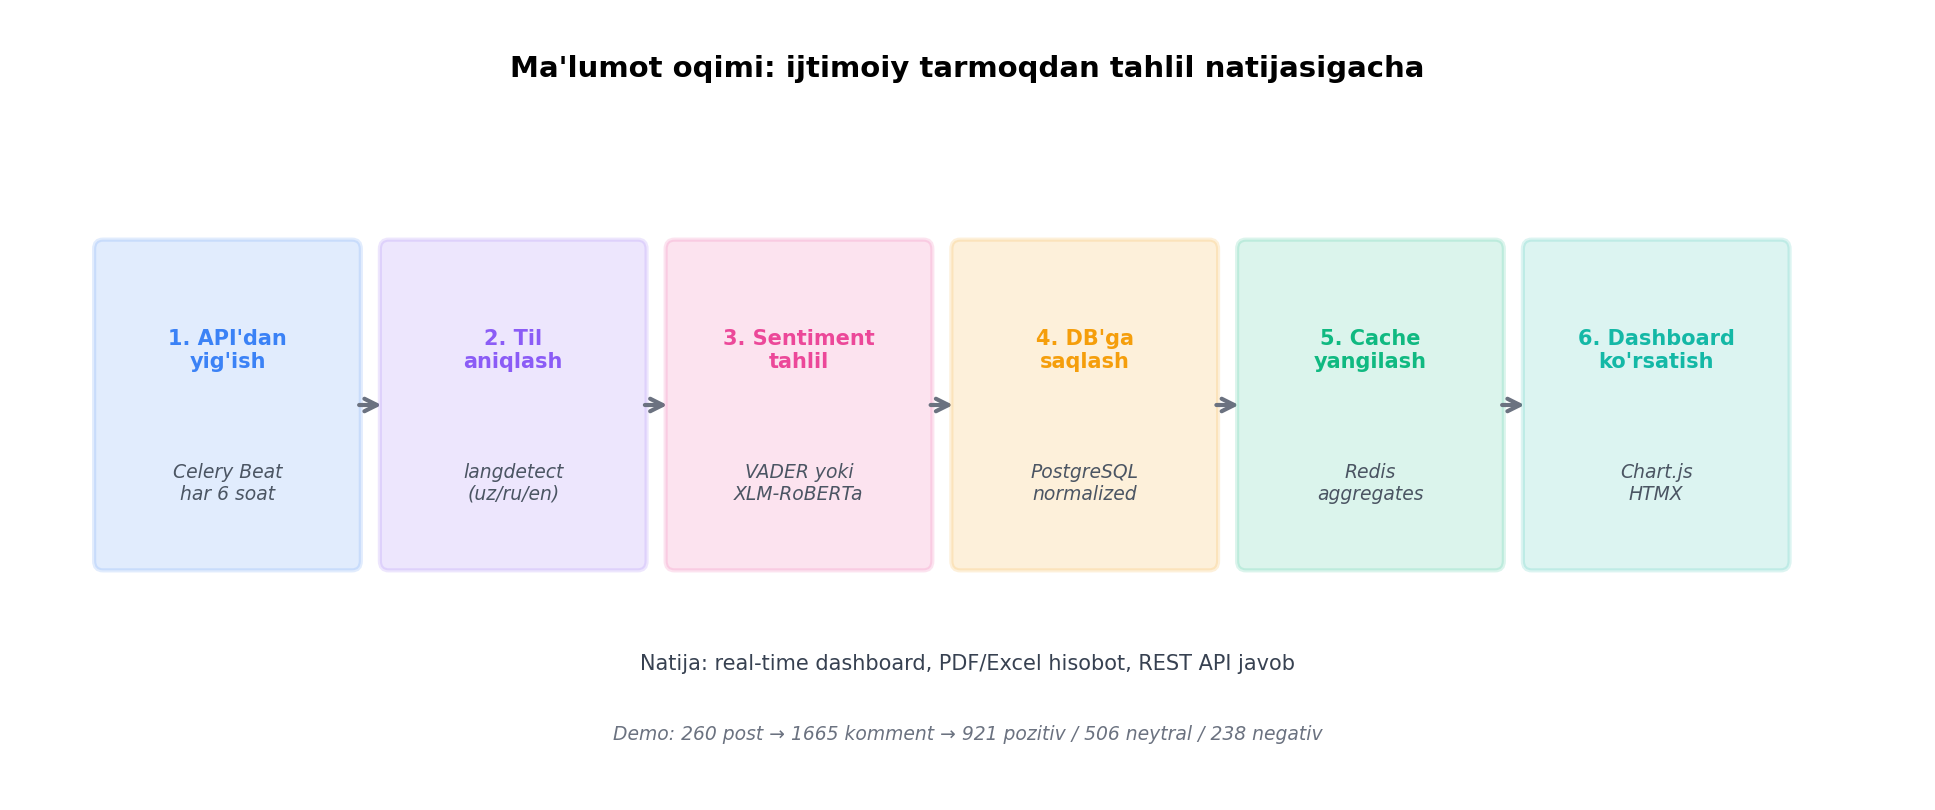 Ma'lumot oqimi: ijtimoiy tarmoqdan tahlil natijasigacha
1. API'dan
yig'ish
Celery Beat
har 6 soat
2. Til
aniqlash
langdetect
(uz/ru/en)
3. Sentiment
tahlil
VADER yoki
XLM-RoBERTa
4. DB'ga
saqlash
PostgreSQL
normalized
5. Cache
yangilash
Redis
aggregates
6. Dashboard
ko'rsatish
Chart.js
HTMX
Natija: real-time dashboard, PDF/Excel hisobot, REST API javob
Demo: 260 post → 1665 komment → 921 pozitiv / 506 neytral / 238 negativ